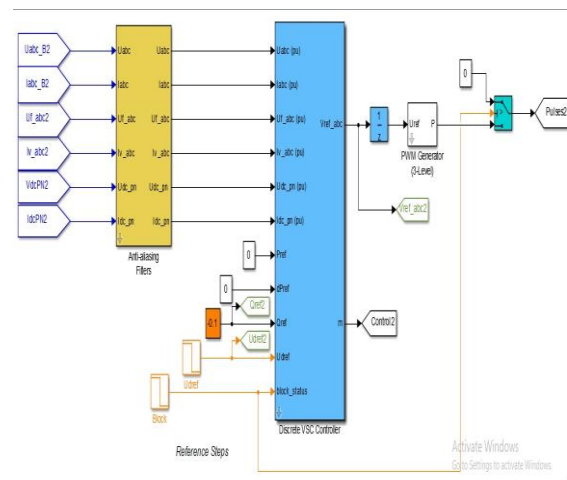 Uabc_B2
Iabc_B2
Uf_abc2
Iv_abc2
VdcPN2
IdcPN2
Uabc
Iabc
Uf_abc
Iv_abc
Udc_pn
Idc_pn
Uabc
Iabc
Uf_abc
Iv_abc
Udc_pn
Idc_pn
Anti-aliasing
Filters
Uabc (pu)
Iabc (pu)
Uf_abc (pu)
Iv_abc (pu)
Udc_pn (pu)
Idc_pn (pu)
Pref
dPref
Qref
Udref
block_status
Vref_abc
m
Discrete VSC Controller
0
0
-0.1
Qref2
Udref2
Udref
Block
Reference Steps
1
z
Uref
P
PWM Generator
(3-Level)
0
Pulses2
Vref_abc2
Control2
Activate Windows
Go to Settings to activate Windows.